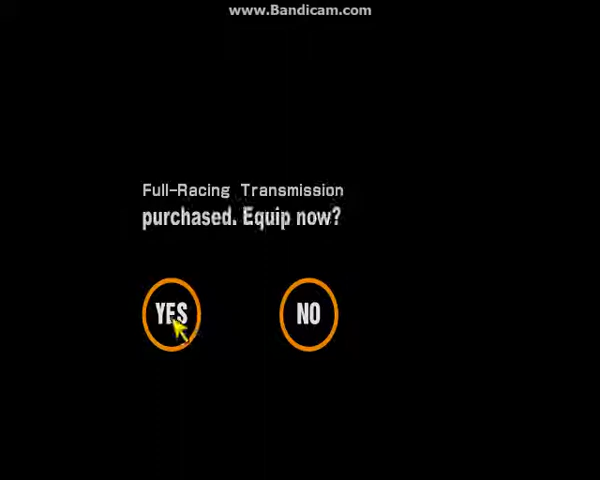 www.Bandicam.com
Full-Racing Transmission
purchased. Equip now?
YES
NO